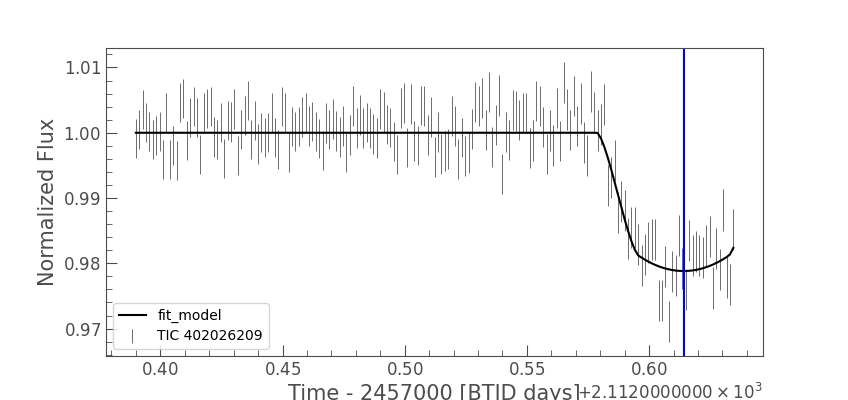 1.01
1.00
0.99
0.98
0.97
Normalized Flux
fit_model
TIC 402026209
0.40 0.45 0.50 0.55 0.60
Time - 2457000 [BTJD days]
+2.1120000000 × 10³